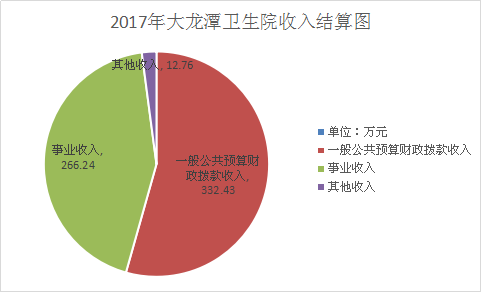 2017年大龙潭卫生院收入结算图
其他收入, 12.76
事业收入,
266.24
一般公共预算财
政拨款收入,
332.43
单位：万元
一般公共预算财政拨款收入
事业收入
其他收入